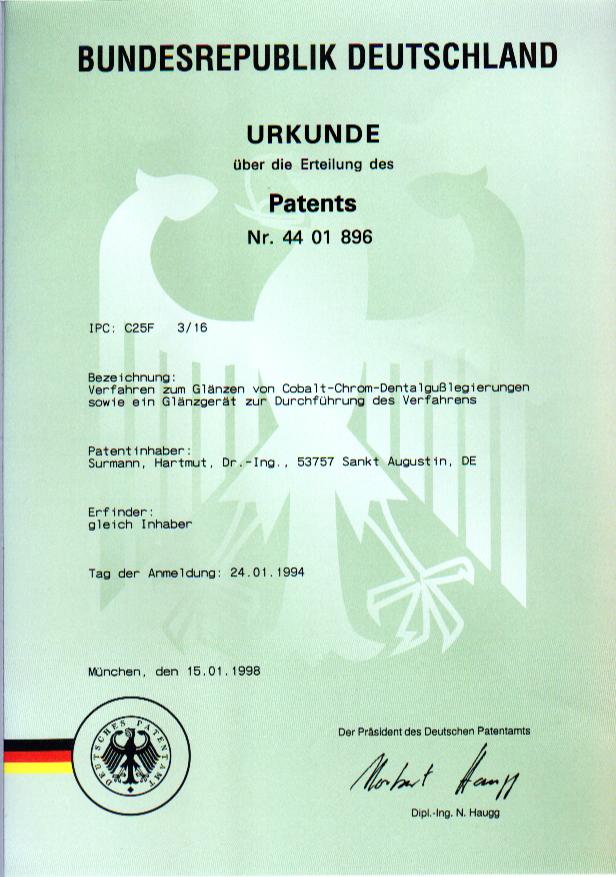 BUNDESREPUBLIK DEUTSCHLAND
URKUNDE
über die Erteilung des
Patents
Nr. 44 01 896
IPC: C25F 3/16
Bezeichnung:
Verfahren zum Glänzen von Cobalt-Chrom-Dentalgußlegierungen
sowie ein Glänzgerät zur Durchführung des Verfahrens
Patentinhaber:
Surmann, Hartmut, Dr.-Ing., 53757 Sankt Augustin, DE
Erfinder:
gleich Inhaber
Tag der Anmeldung: 24.01.1994
München, den 15.01.1998
DEUTSCHES PATENTAMT
Der Präsident des Deutschen Patentamts
Norbert Haugg
Dipl.-Ing. N. Haugg